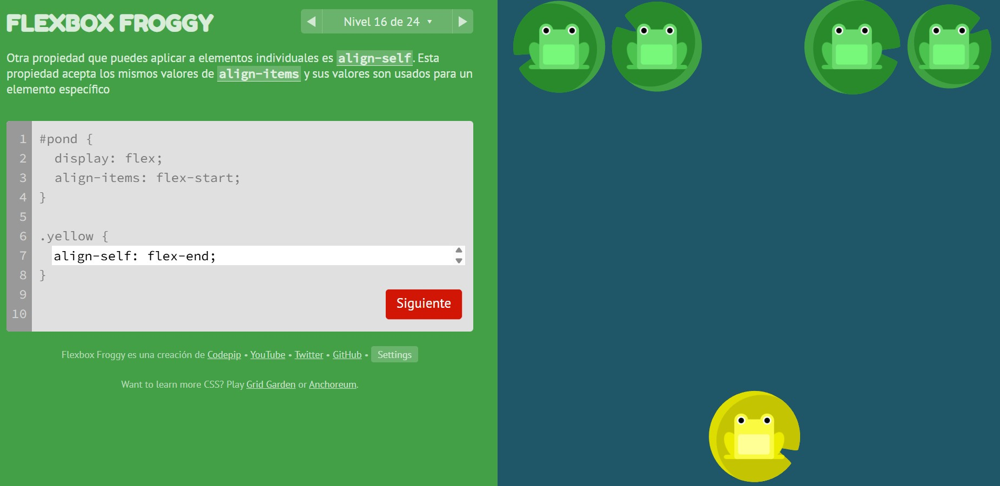 FLEXBOX FROGGY
Nivel 16 de 24
Otra propiedad que puedes aplicar a elementos individuales es align-self. Esta
propiedad acepta los mismos valores de align-items y sus valores son usados para un
elemento específico
1 #pond {
2 display: flex;
3 align-items: flex-start;
4 }
5
6 .yellow {
7 align-self: flex-end;
8 }
9
10
Siguiente
Flexbox Froggy es una creación de Codepip • YouTube • Twitter • GitHub • Settings
Want to learn more CSS? Play Grid Garden or Anchoreum.